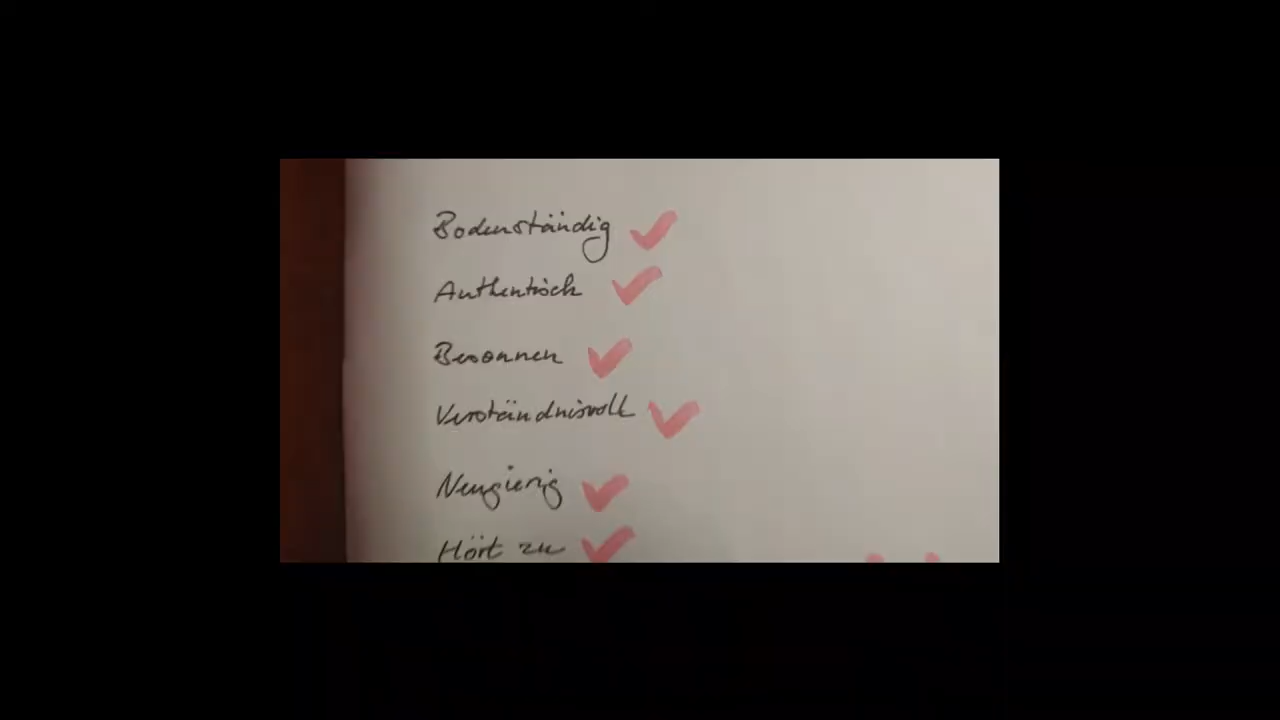 Bodenständig
Authentisch
Besonnen
Verständnisvoll
Neugierig
Hört zu